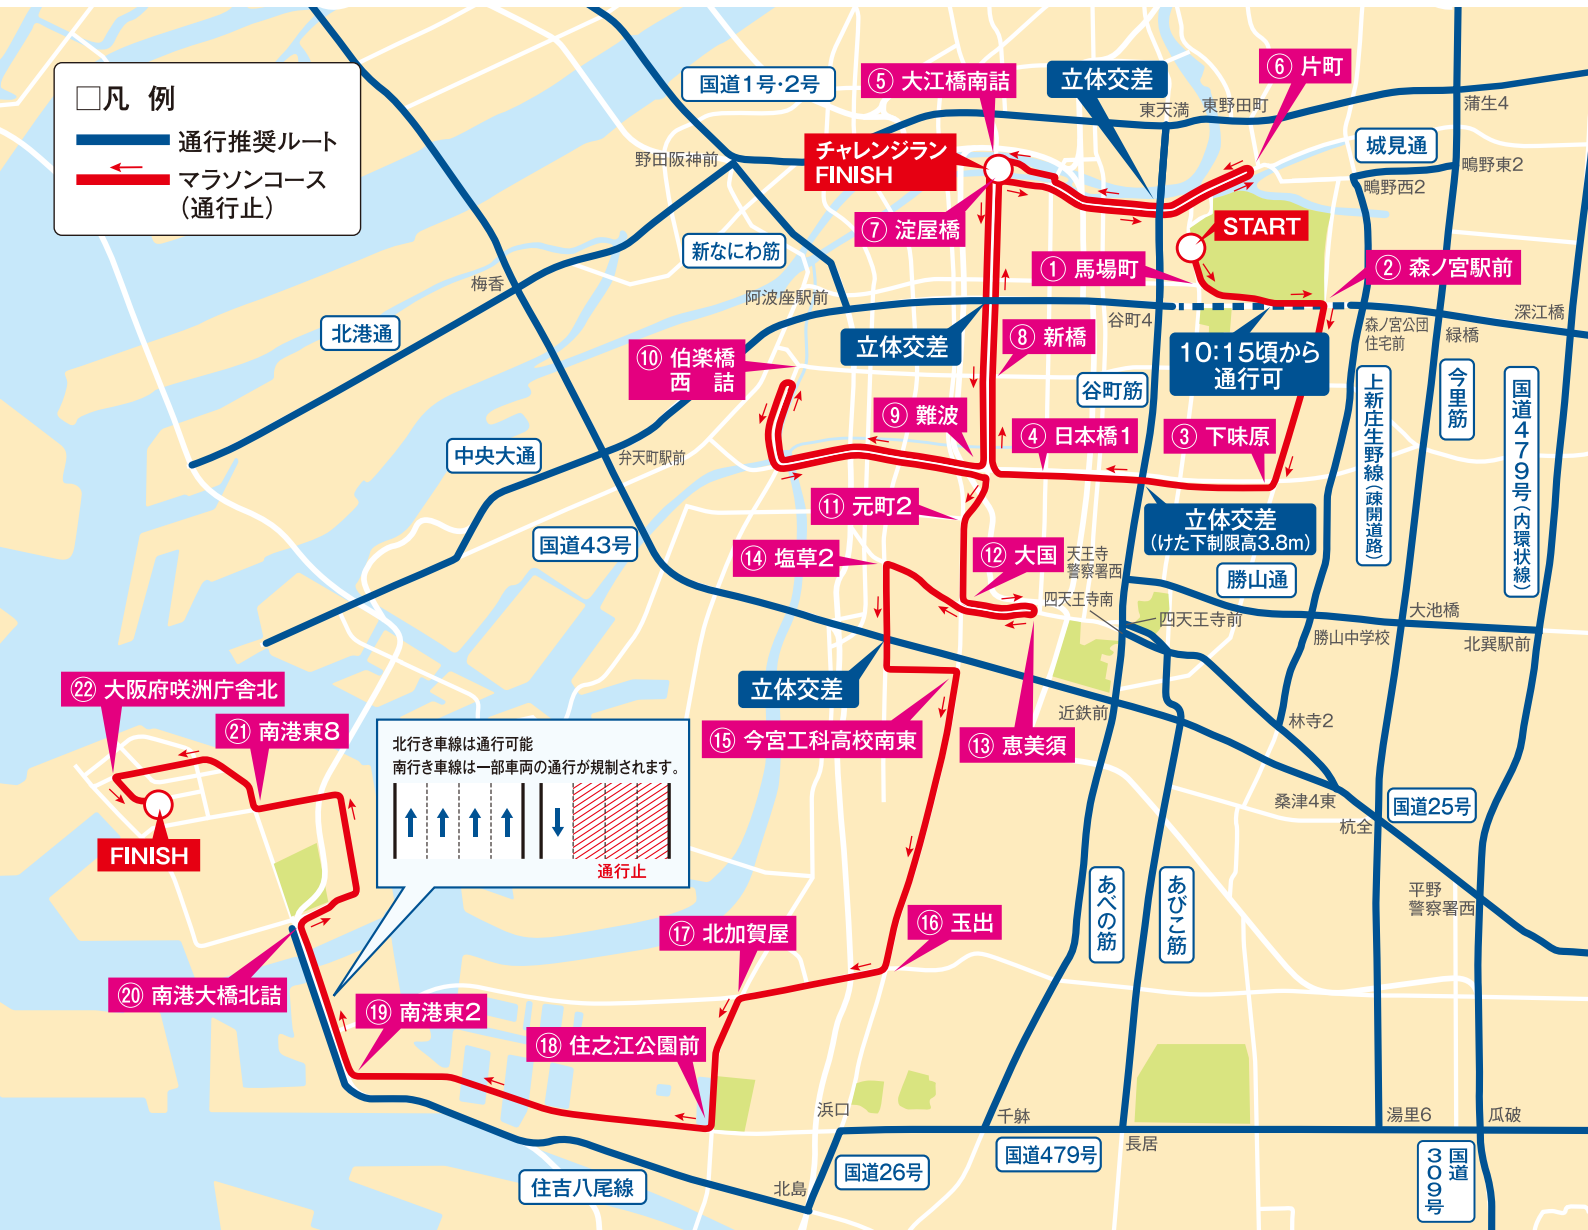 □凡 例
通行推奨ルート
マラソンコース
（通行止）
国道1号・2号
⑤ 大江橋南詰
立体交差
⑥ 片町
東天満
東野田町
蒲生4
城見通
鴫野東2
鴫野西2
野田阪神前
チャレンジラン
FINISH
⑦ 淀屋橋
START
新なにわ筋
① 馬場町
② 森ノ宮駅前
梅香
阿波座駅前
谷町4
森ノ宮公団
住宅前
緑橋
深江橋
北港通
立体交差
⑧ 新橋
10:15頃から
通行可
⑩ 伯楽橋
西 詰
谷町筋
上新庄生野線（疎開道路）
今里筋
国道479号（内環状線）
⑨ 難波
④ 日本橋1
③ 下味原
中央大通
弁天町駅前
⑪ 元町2
立体交差
（けた下制限高3.8m）
国道43号
⑭ 塩草2
⑫ 大国
天王寺
警察署西
勝山通
四天王寺南
四天王寺前
大池橋
勝山中学校
北巽駅前
㉒ 大阪府咲洲庁舎北
立体交差
㉑ 南港東8
⑮ 今宮工科高校南東
⑬ 恵美須
近鉄前
林寺2
北行き車線は通行可能
南行き車線は一部車両の通行が規制されます。
通行止
桑津4東
国道25号
杭全
FINISH
あべの筋
あびこ筋
平野
警察署西
⑰ 北加賀屋
⑯ 玉出
⑳ 南港大橋北詰
⑲ 南港東2
⑱ 住之江公園前
浜口
千躰
湯里6
瓜破
国道479号
長居
国道26号
国道
309号
住吉八尾線
北島